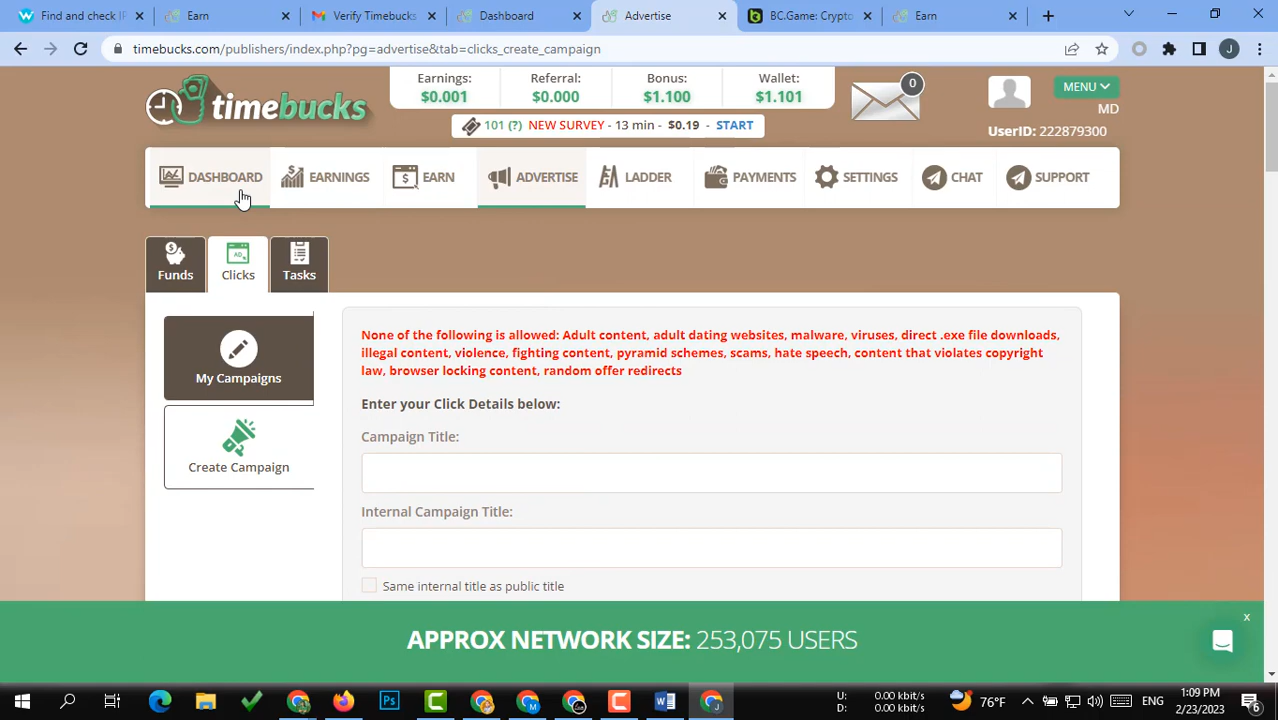 Find and check IP
Earn
Verify Timebucks
Dashboard
Advertise
BC.Game: Crypto
Earn
timebucks.com/publishers/index.php?pg=advertise&tab=clicks_create_campaign
J
timebucks
Earnings: Referral: Bonus: Wallet:
$0.001 $0.000 $1.100 $1.101
101 (?) NEW SURVEY - 13 min - $0.19 - START
0
MENU
MD
UserID: 222879300
DASHBOARD EARNINGS EARN ADVERTISE LADDER PAYMENTS SETTINGS CHAT SUPPORT
Funds Clicks Tasks
My Campaigns
Create Campaign
None of the following is allowed: Adult content, adult dating websites, malware, viruses, direct .exe file downloads,
illegal content, violence, fighting content, pyramid schemes, scams, hate speech, content that violates copyright
law, browser locking content, random offer redirects
Enter your Click Details below:
Campaign Title:
Internal Campaign Title:
Same internal title as public title
APPROX NETWORK SIZE: 253,075 USERS
x
U: 0.00 kbit/s
D: 0.00 kbit/s
76°F
ENG
1:09 PM
2/23/2023
6